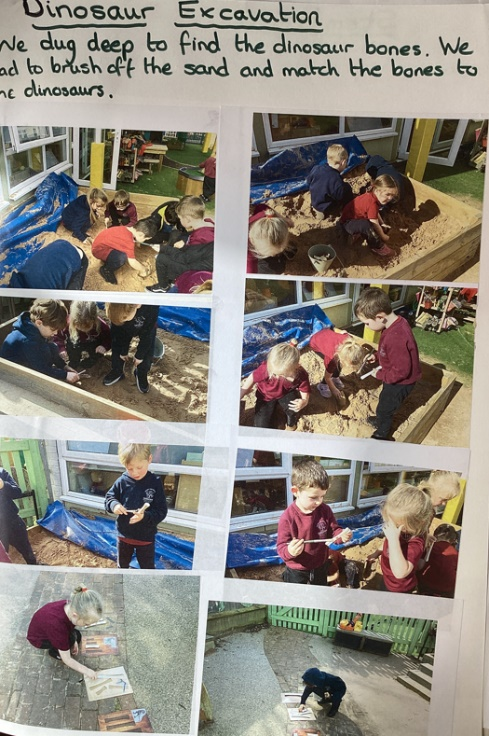 Dinosaur Excavation
We dug deep to find the dinosaur bones. We
ad to brush off the sand and match the bones to
he dinosaurs.